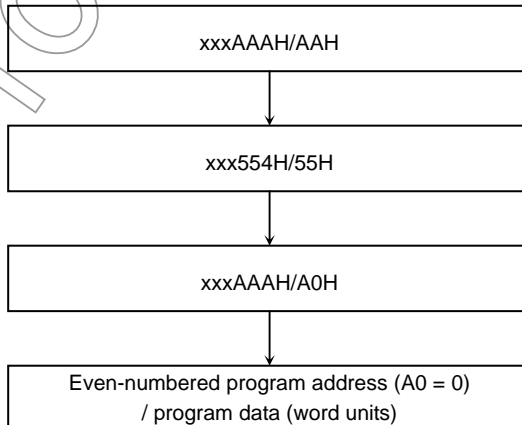 xxxAAAH/AAH
xxx554H/55H
xxxAAAH/A0H
Even-numbered program address (A0 = 0)
/ program data (word units)